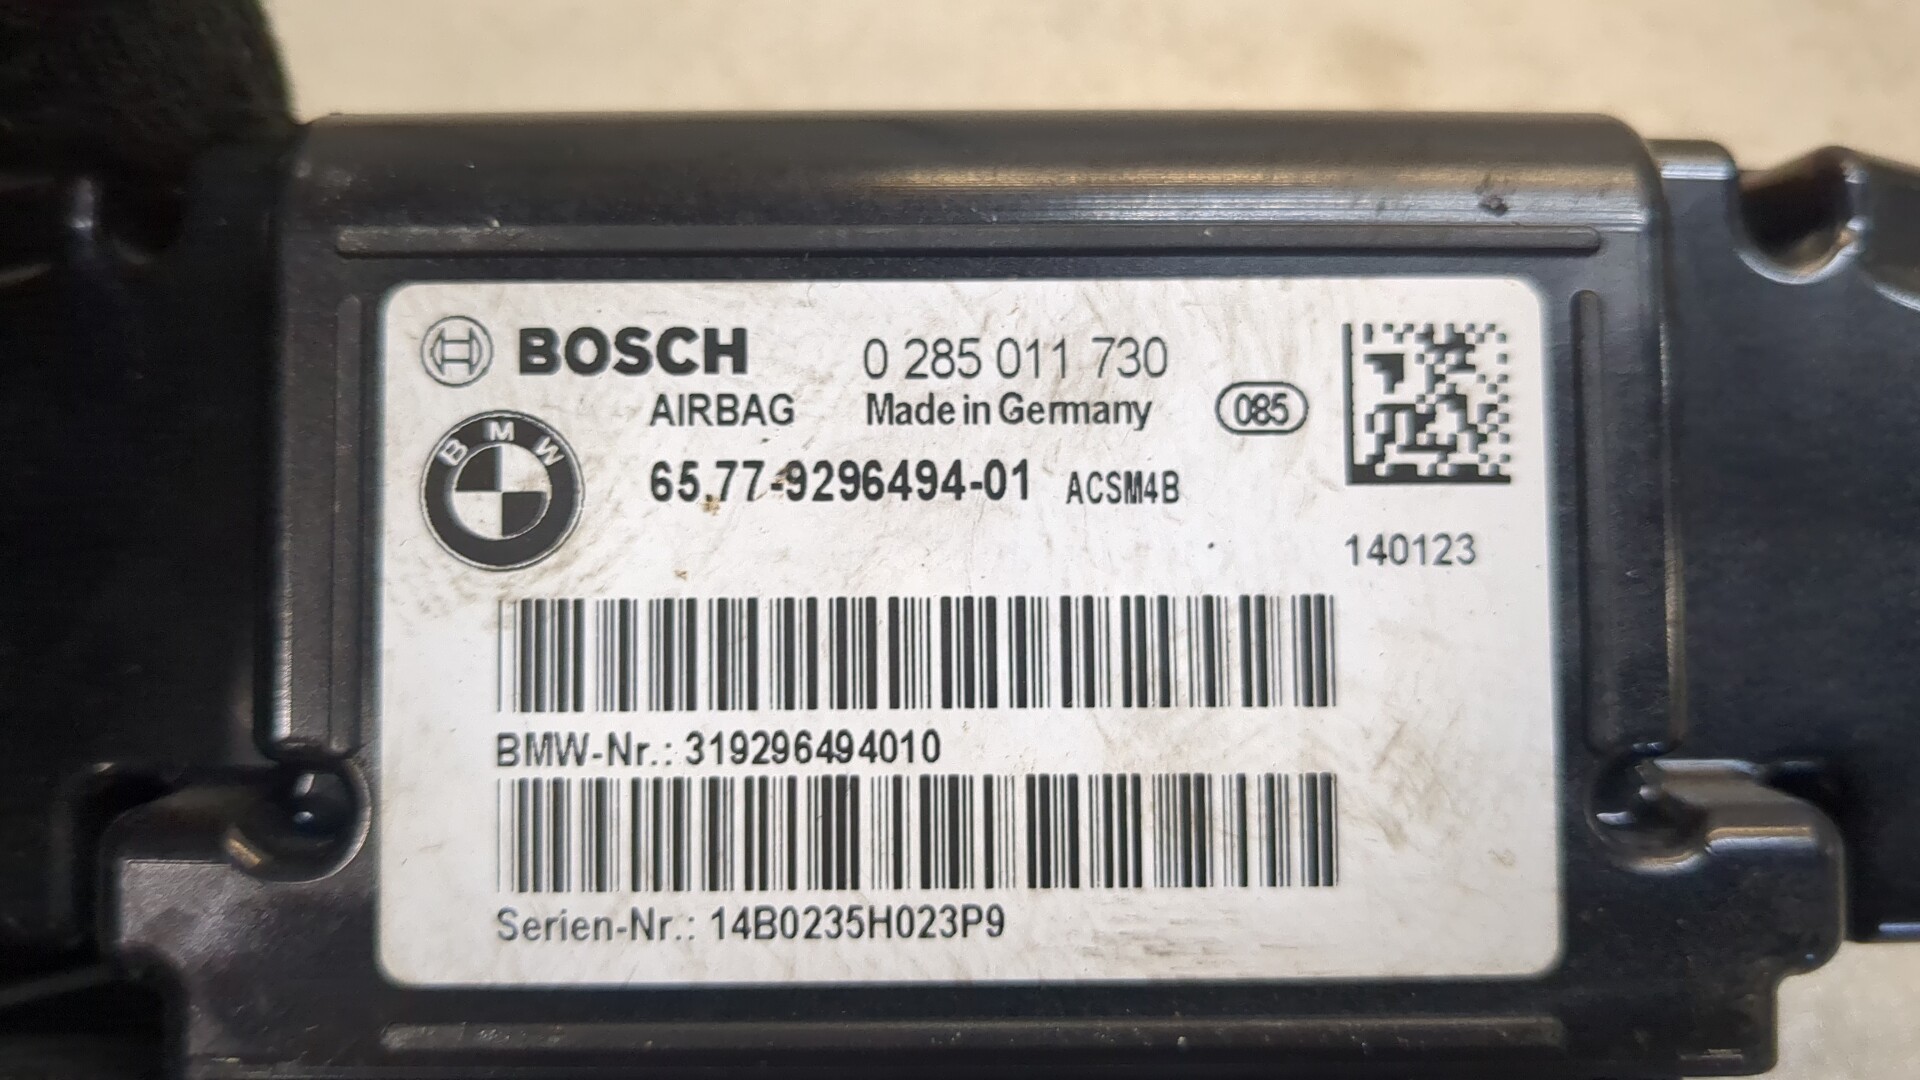 BOSCH 0 285 011 730
AIRBAG Made in Germany 085
BMW
65.77-9296494-01 ACSM4B
140123
BMW-Nr.: 319296494010
Serien-Nr.: 14B0235H023P9